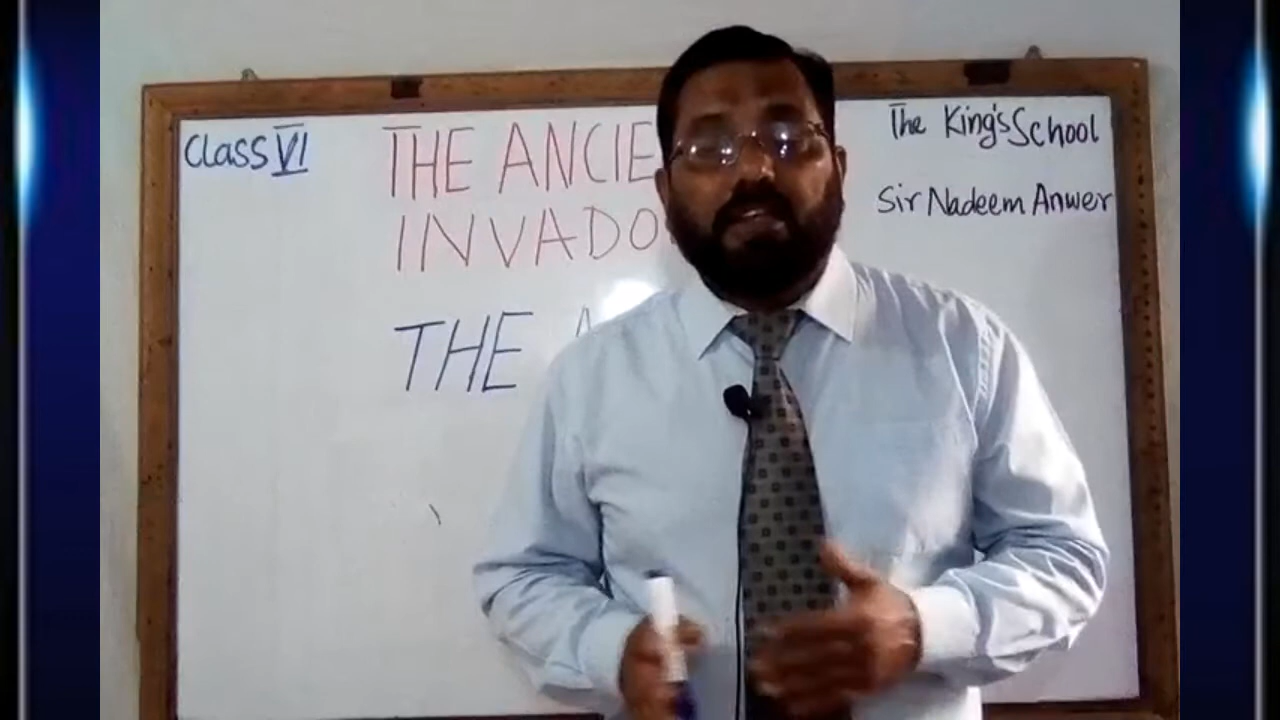 Class VI
THE ANCIE
INVADO
THE
The King's School
Sir Nadeem Anwer